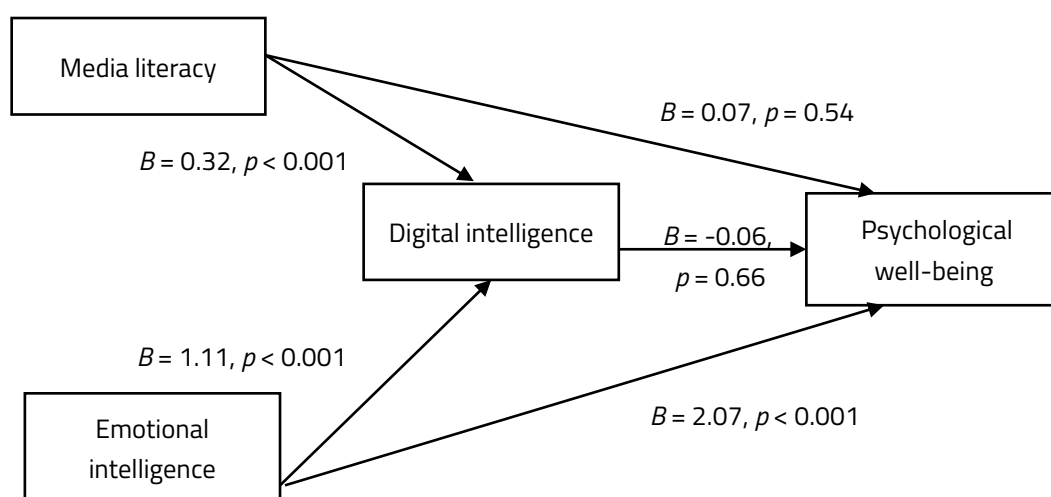 Media literacy
B = 0.07, p = 0.54
B = 0.32, p < 0.001
Digital intelligence
B = -0.06,
p = 0.66
Psychological
well-being
B = 1.11, p < 0.001
B = 2.07, p < 0.001
Emotional
intelligence